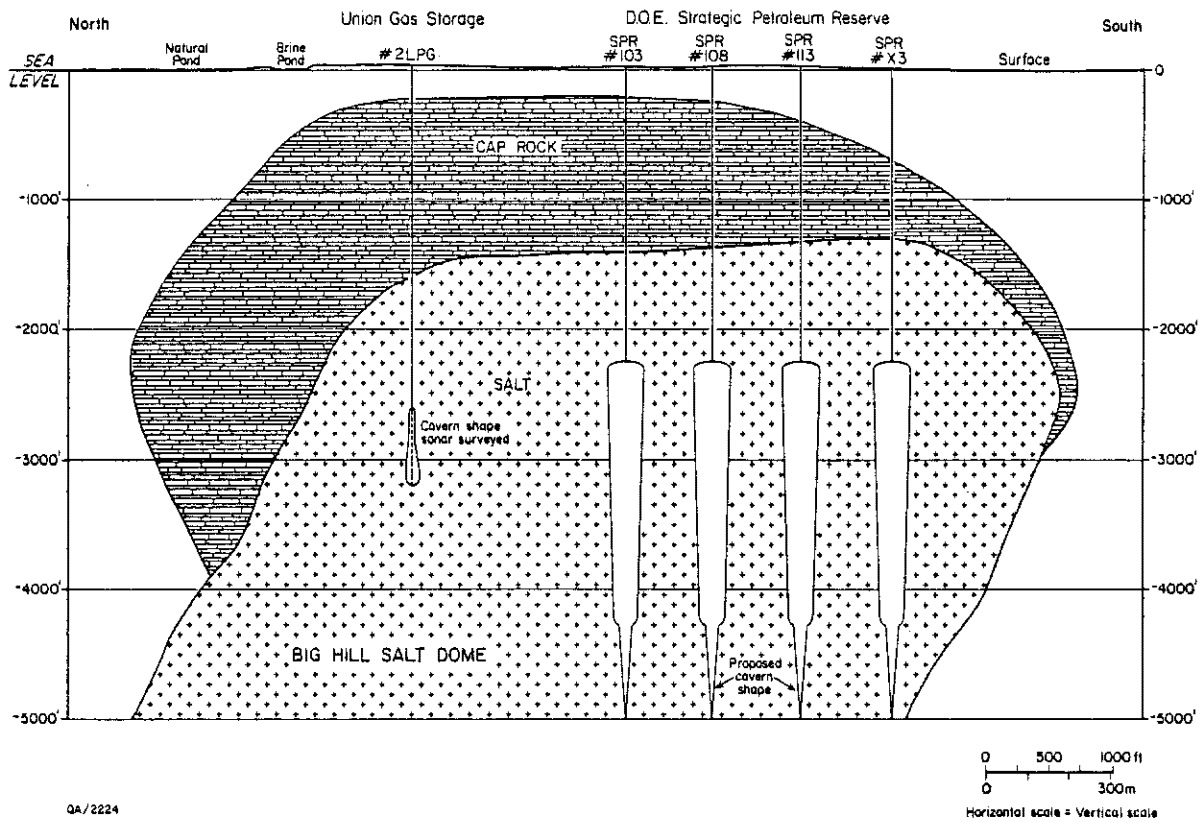 North
Union Gas Storage
D.O.E. Strategic Petroleum Reserve
South
Natural
Pond
Brine
Pond
#2LPG
SPR
#103
SPR
#108
SPR
#113
SPR
#X3
Surface
SEA
LEVEL
0
CAP ROCK
-1000'
-1000'
-2000'
-2000'
SALT
Cavern shape
sonar surveyed
-3000'
-3000'
-4000'
-4000'
BIG HILL SALT DOME
Proposed
cavern
shape
-5000'
-5000'
0 500 1000 ft
0 300m
Horizontal scale = Vertical scale
QA/2224